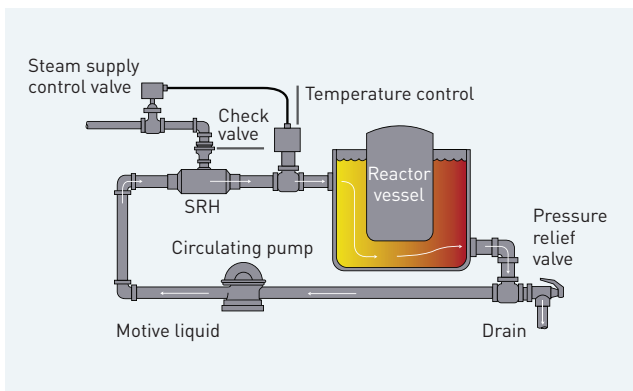 Steam supply
control valve
Temperature control
Check
valve
SRH
Reactor
vessel
Pressure
relief
valve
Circulating pump
Motive liquid
Drain